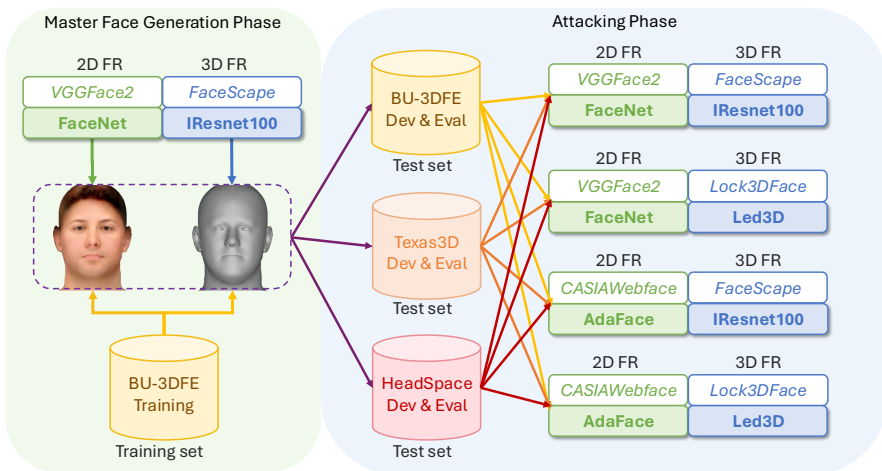 Master Face Generation Phase
2D FR
3D FR
VGGFace2
FaceScape
FaceNet
IResnet100
BU-3DFE
Training
Training set
Attacking Phase
BU-3DFE
Dev & Eval
Test set
Texas3D
Dev & Eval
Test set
HeadSpace
Dev & Eval
Test set
2D FR
3D FR
VGGFace2
FaceScape
FaceNet
IResnet100
2D FR
3D FR
VGGFace2
Lock3DFace
FaceNet
Led3D
2D FR
3D FR
CASIAWebface
FaceScape
AdaFace
IResnet100
2D FR
3D FR
CASIAWebface
Lock3DFace
AdaFace
Led3D